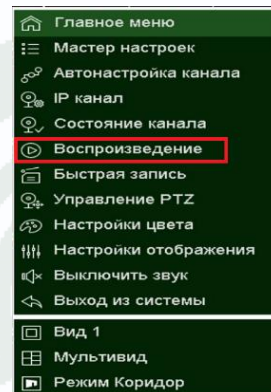 Главное меню
Мастер настроек
Автонастройка канала
IP канал
Состояние канала
Воспроизведение
Быстрая запись
Управление PTZ
Настройки цвета
Настройки отображения
Выключить звук
Выход из системы
Вид 1
Мультивид
Режим Коридор